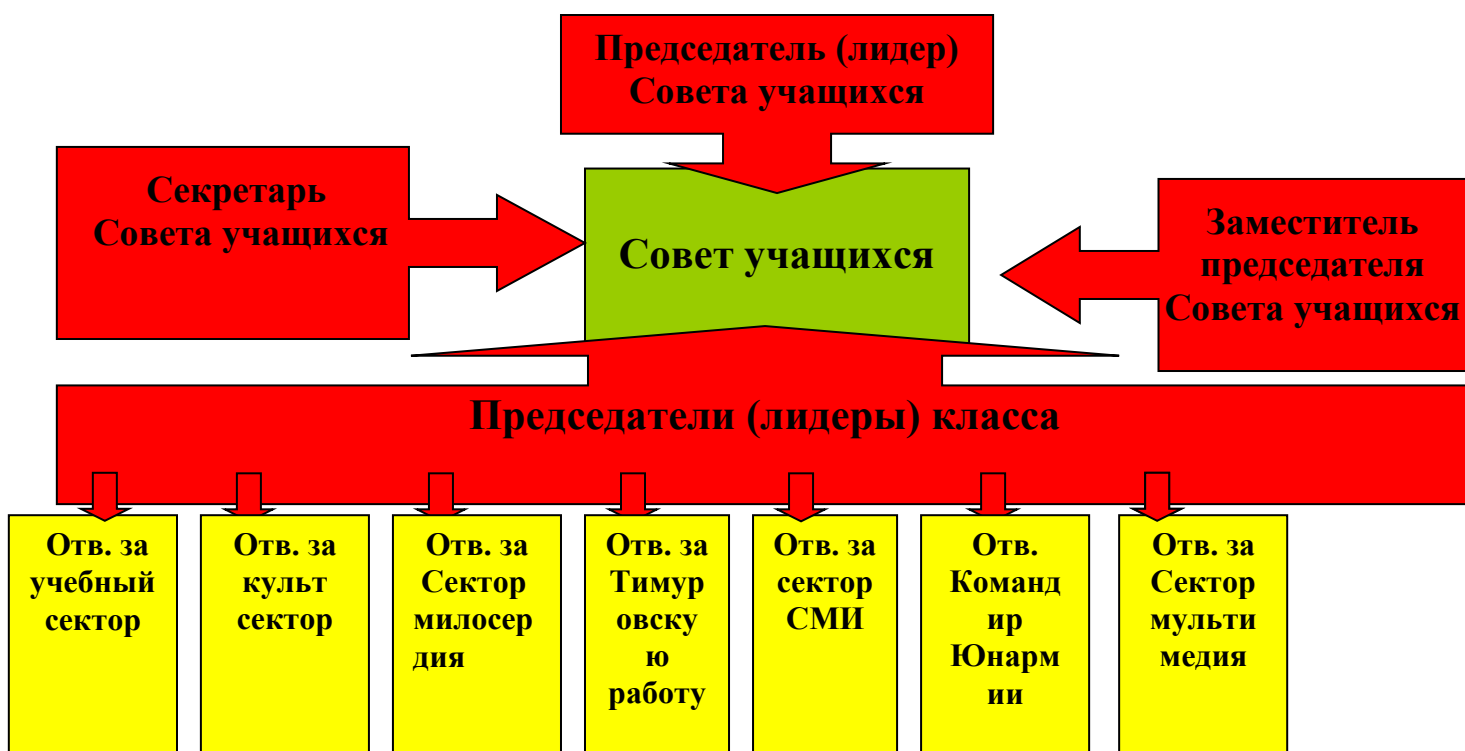 Председатель (лидер)
Совета учащихся
Секретарь
Совета учащихся
Совет учащихся
Заместитель
председателя
Совета учащихся
Председатели (лидеры) класса
Отв. за
учебный
сектор
Отв. за
культ
сектор
Отв. за
Сектор
милосер
дия
Отв. за
Тимур
овску
ю
работу
Отв. за
сектор
СМИ
Отв.
Команд
ир
Юнарм
ии
Отв. за
Сектор
мульти
медия